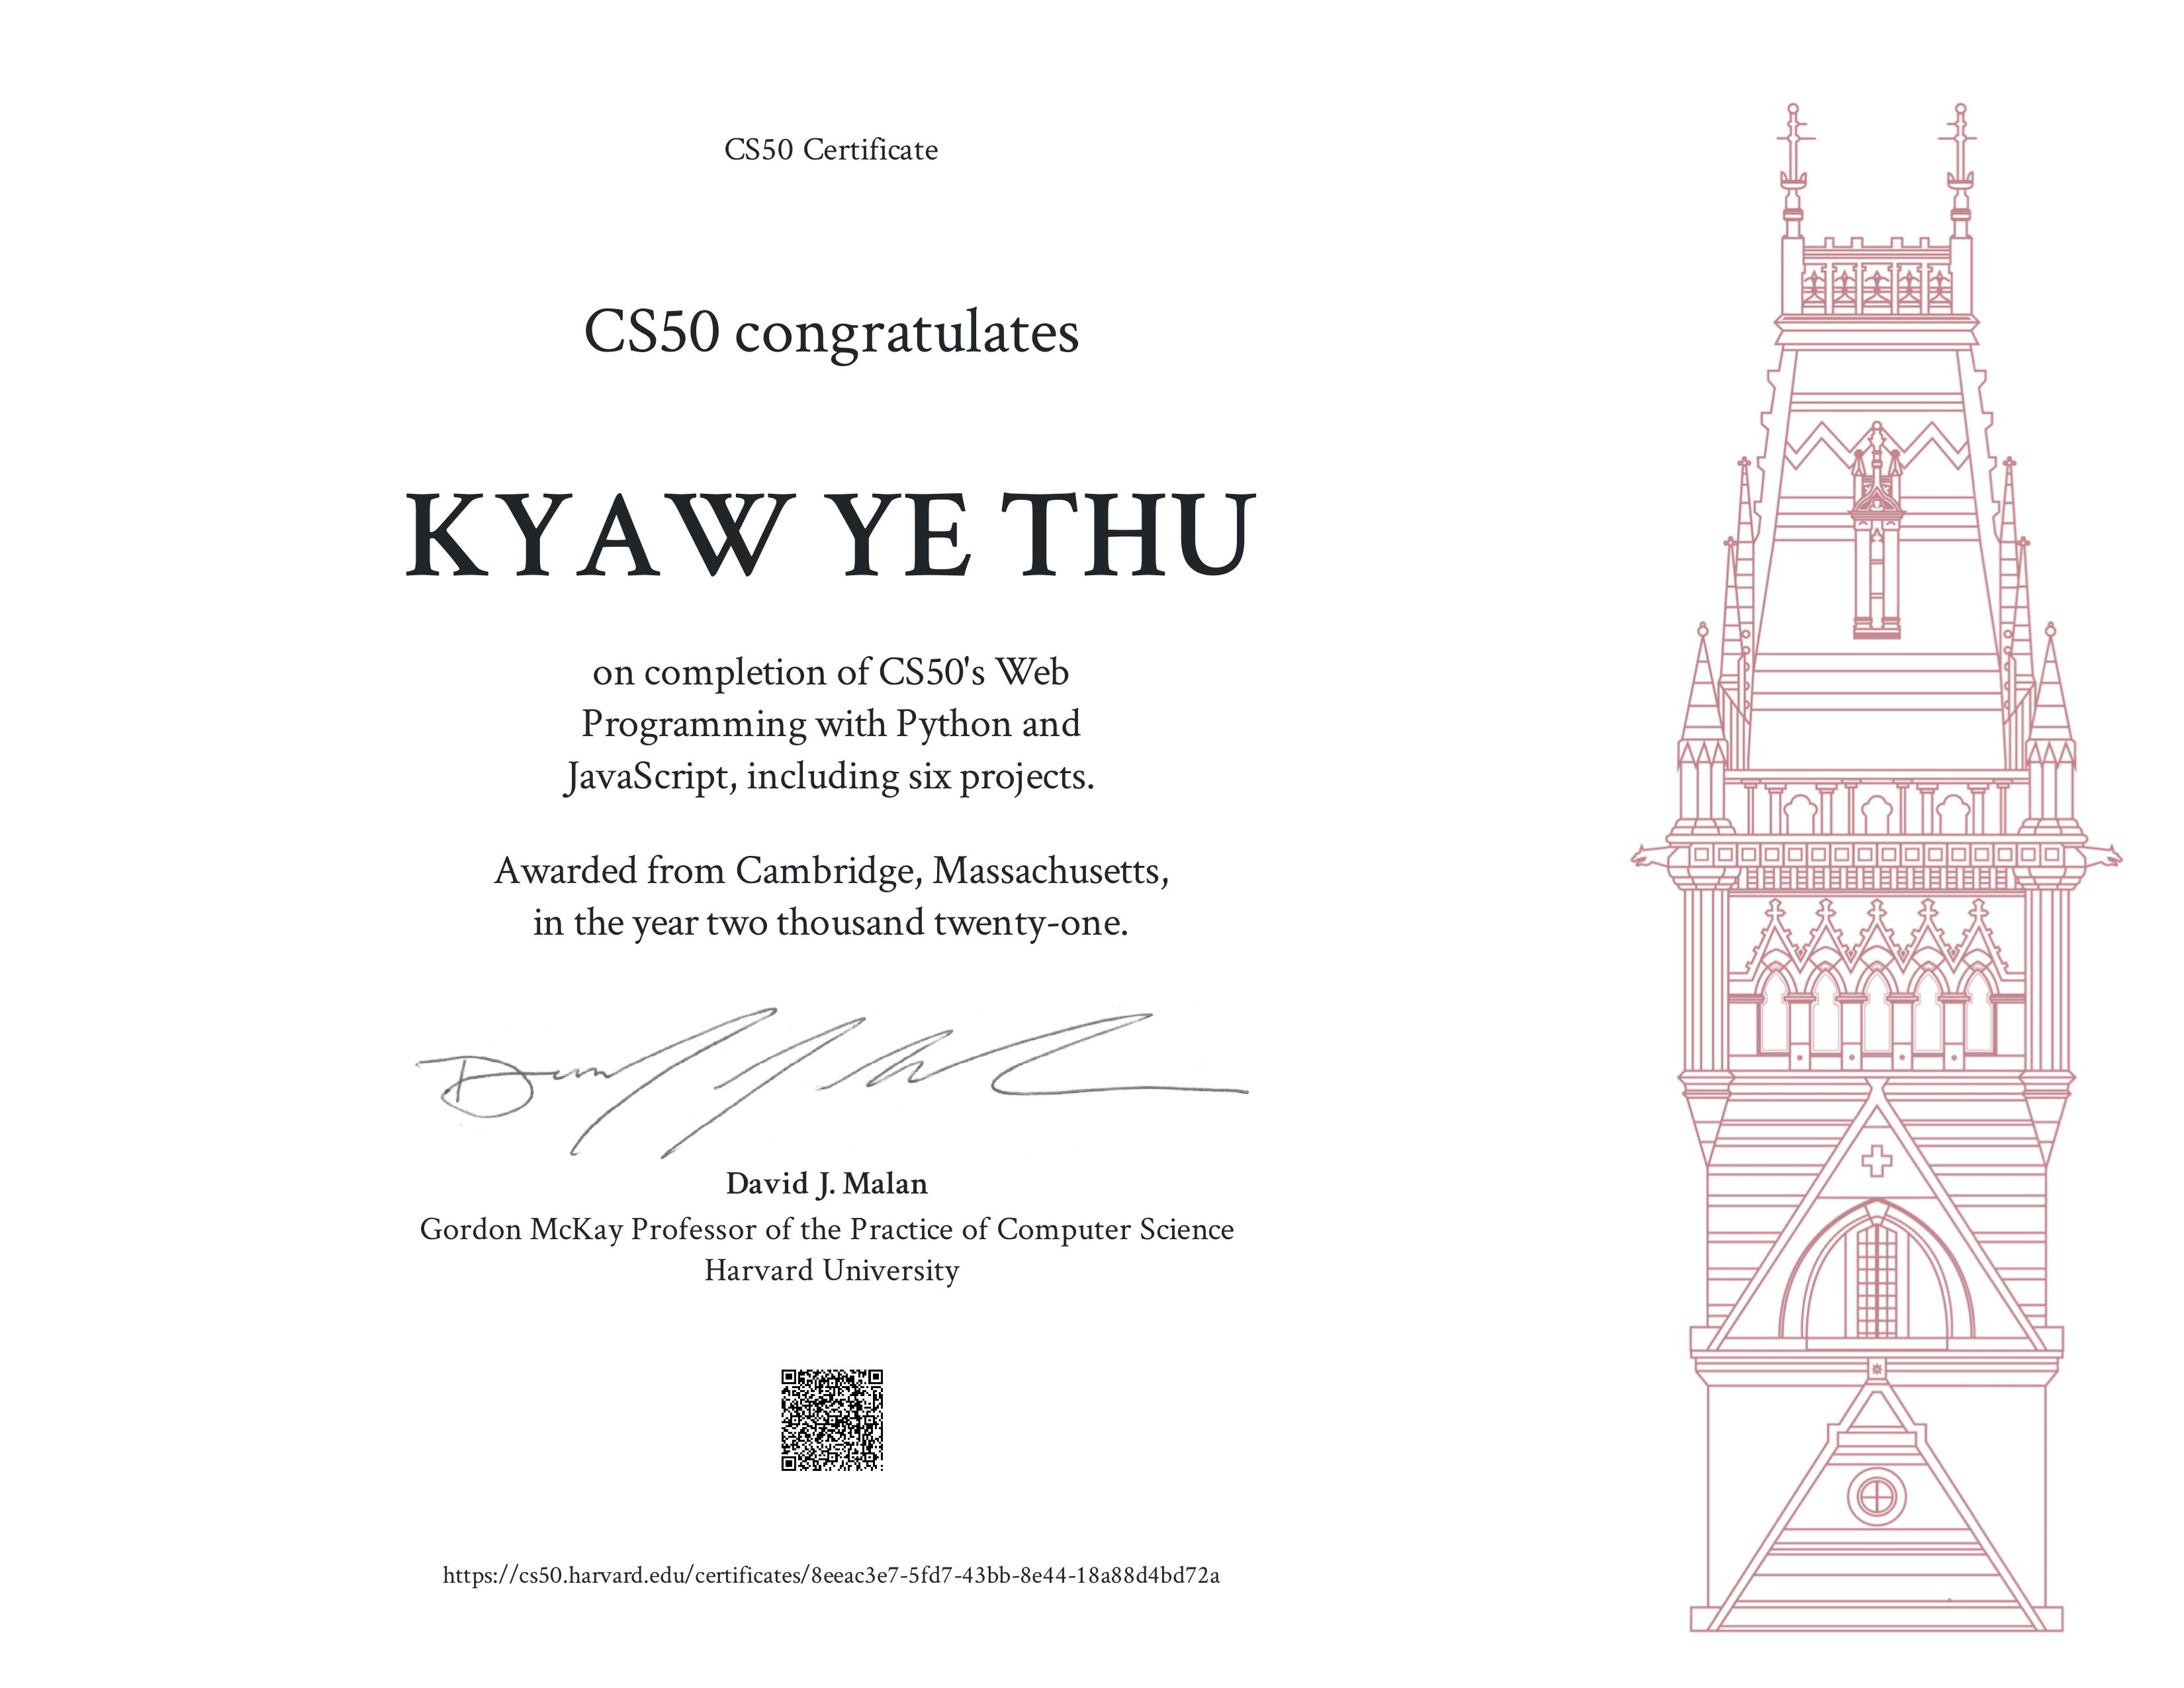 CS50 Certificate
CS50 congratulates
KYAW YE THU
on completion of CS50's Web
Programming with Python and
JavaScript, including six projects.
Awarded from Cambridge, Massachusetts,
in the year two thousand twenty-one.
David J. Malan
Gordon McKay Professor of the Practice of Computer Science
Harvard University
https://cs50.harvard.edu/certificates/8eeac3e7-5fd7-43bb-8e44-18a88d4bd72a